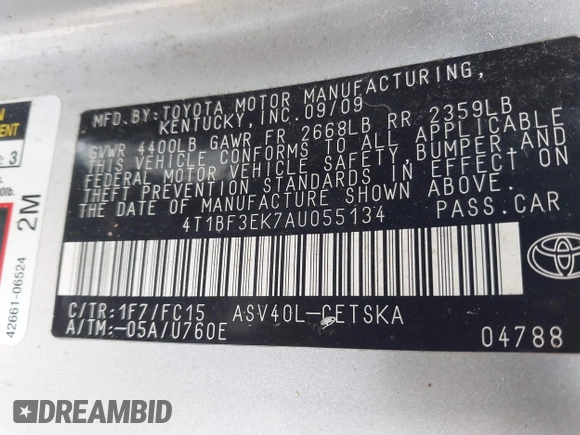 MFD.BY:TOYOTA MOTOR MANUFACTURING,
KENTUCKY, INC.09/09
GVWR 4400LB GAWR FR 2668LB RR 2359LB
THIS VEHICLE CONFORMS TO ALL APPLICABLE
FEDERAL MOTOR VEHICLE SAFETY,BUMPER,AND
THEFT PREVENTION STANDARDS IN EFFECT ON
THE DATE OF MANUFACTURE SHOWN ABOVE.
4T1BF3EK7AU055134 PASS.CAR
C/TR:1F7/FC15 ASV40L-CETSKA
A/TM:-05A/U760E
04788
TOYOTA
3
2M
42661-06524
DREAMBID